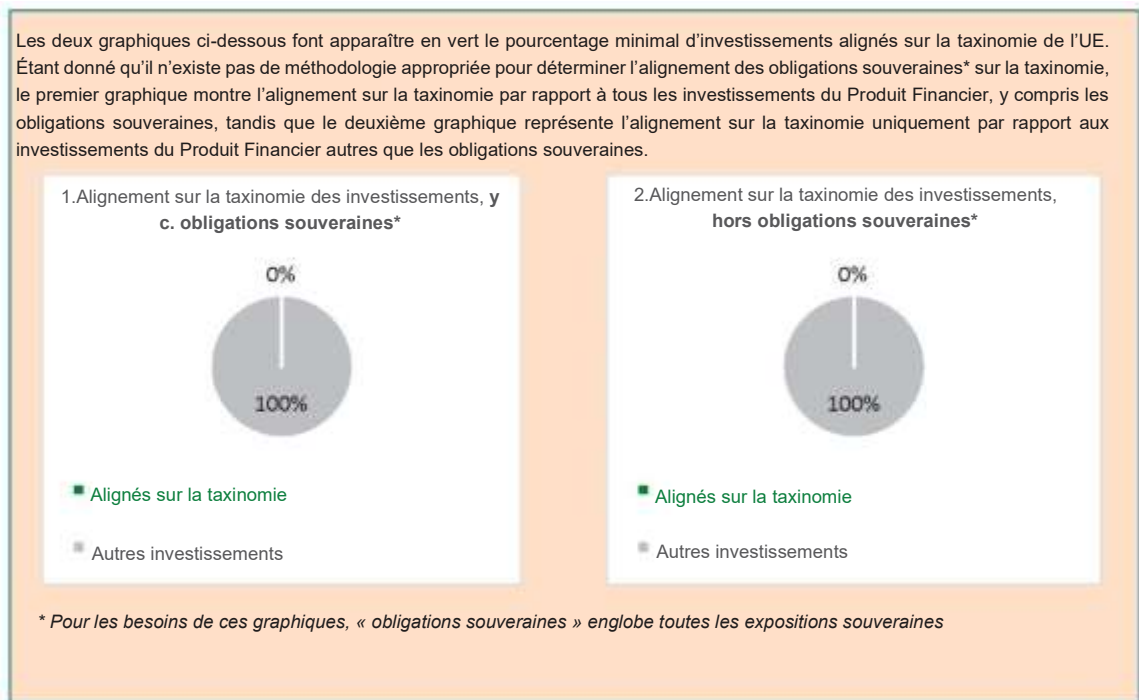 Les deux graphiques ci-dessous font apparaître en vert le pourcentage minimal d’investissements alignés sur la taxinomie de l’UE.
Étant donné qu’il n’existe pas de méthodologie appropriée pour déterminer l’alignement des obligations souveraines* sur la taxinomie,
le premier graphique montre l’alignement sur la taxinomie par rapport à tous les investissements du Produit Financier, y compris les
obligations souveraines, tandis que le deuxième graphique représente l’alignement sur la taxinomie uniquement par rapport aux
investissements du Produit Financier autres que les obligations souveraines.
1.Alignement sur la taxinomie des investissements, y
c. obligations souveraines*
0%
100%
Alignés sur la taxinomie
Autres investissements
2.Alignement sur la taxinomie des investissements,
hors obligations souveraines*
0%
100%
Alignés sur la taxinomie
Autres investissements
* Pour les besoins de ces graphiques, « obligations souveraines » englobe toutes les expositions souveraines